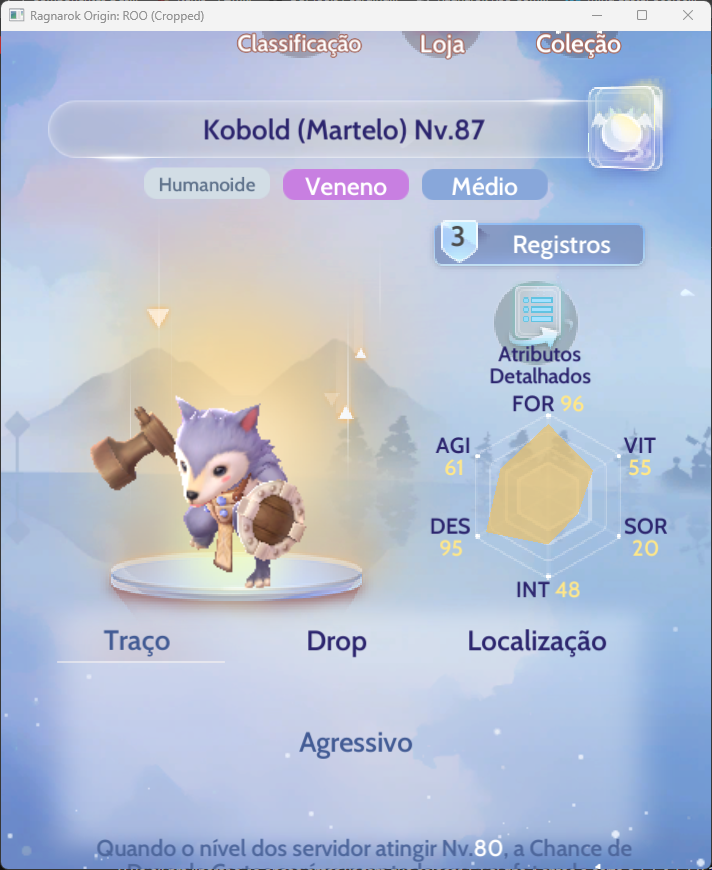 Ragnarok Origin: ROO (Cropped)
Classificação
Loja
Coleção
Kobold (Martelo) Nv.87
Humanoide
Veneno
Médio
3
Registros
Atributos
Detalhados
FOR 96
AGI
61
VIT
55
DES
95
SOR
20
INT 48
Traço
Drop
Localização
Agressivo
Quando o nível dos servidor atingir Nv.80, a Chance de